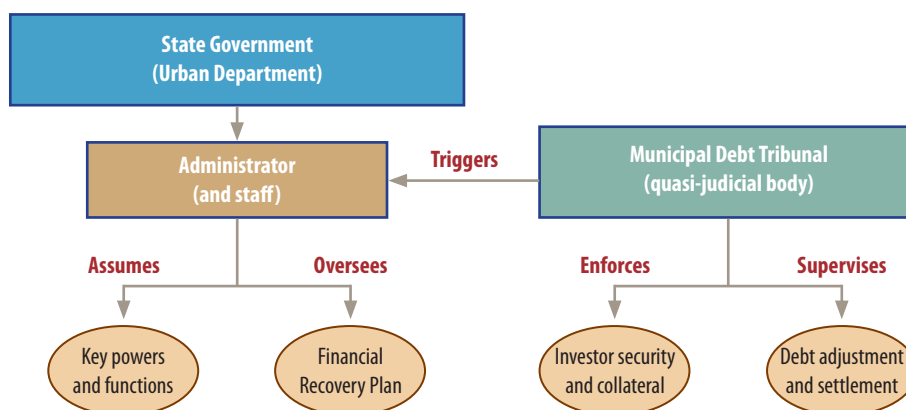 State Government
(Urban Department)
Administrator
(and staff)
Triggers
Municipal Debt Tribunal
(quasi-judicial body)
Assumes
Oversees
Enforces
Supervises
Key powers
and functions
Financial
Recovery Plan
Investor security
and collateral
Debt adjustment
and settlement